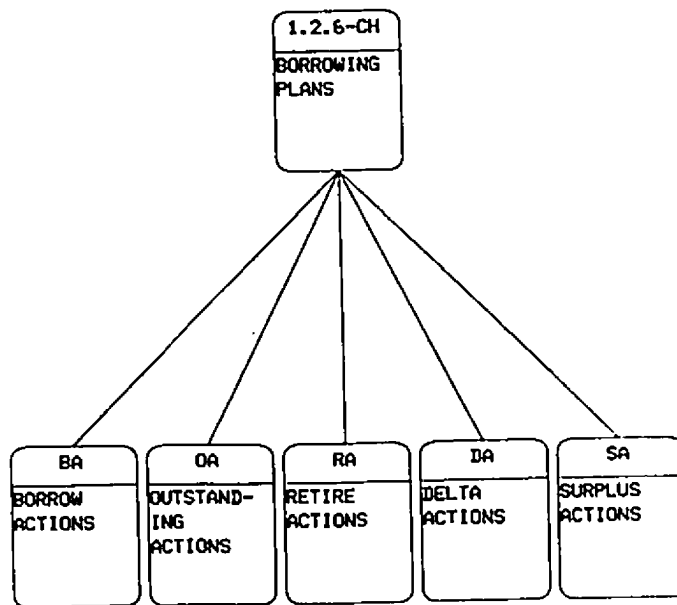 1.2.6-CH
BORROWING
PLANS
BA
BORROW
ACTIONS
OA
OUTSTAND-
ING
ACTIONS
RA
RETIRE
ACTIONS
DA
DELTA
ACTIONS
SA
SURPLUS
ACTIONS